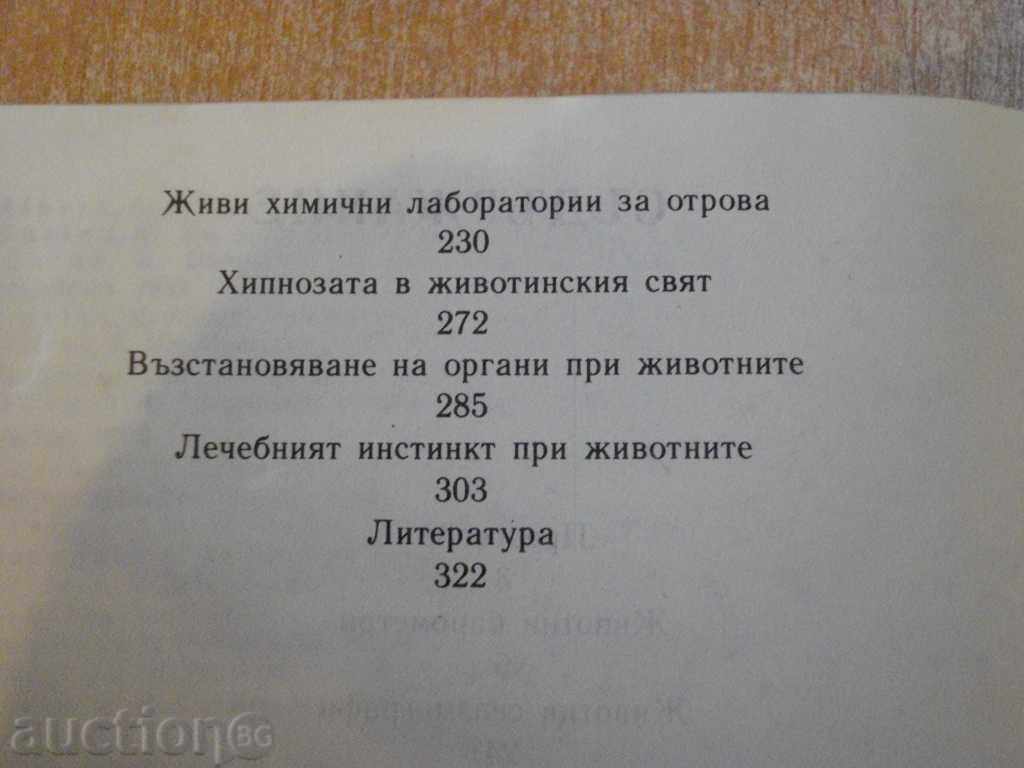 Живи химични лаборатории за отрова
230
Хипнозата в животинския свят
272
Възстановяване на органи при животните
285
Лечебният инстинкт при животните
303
Литература
322
auction BG